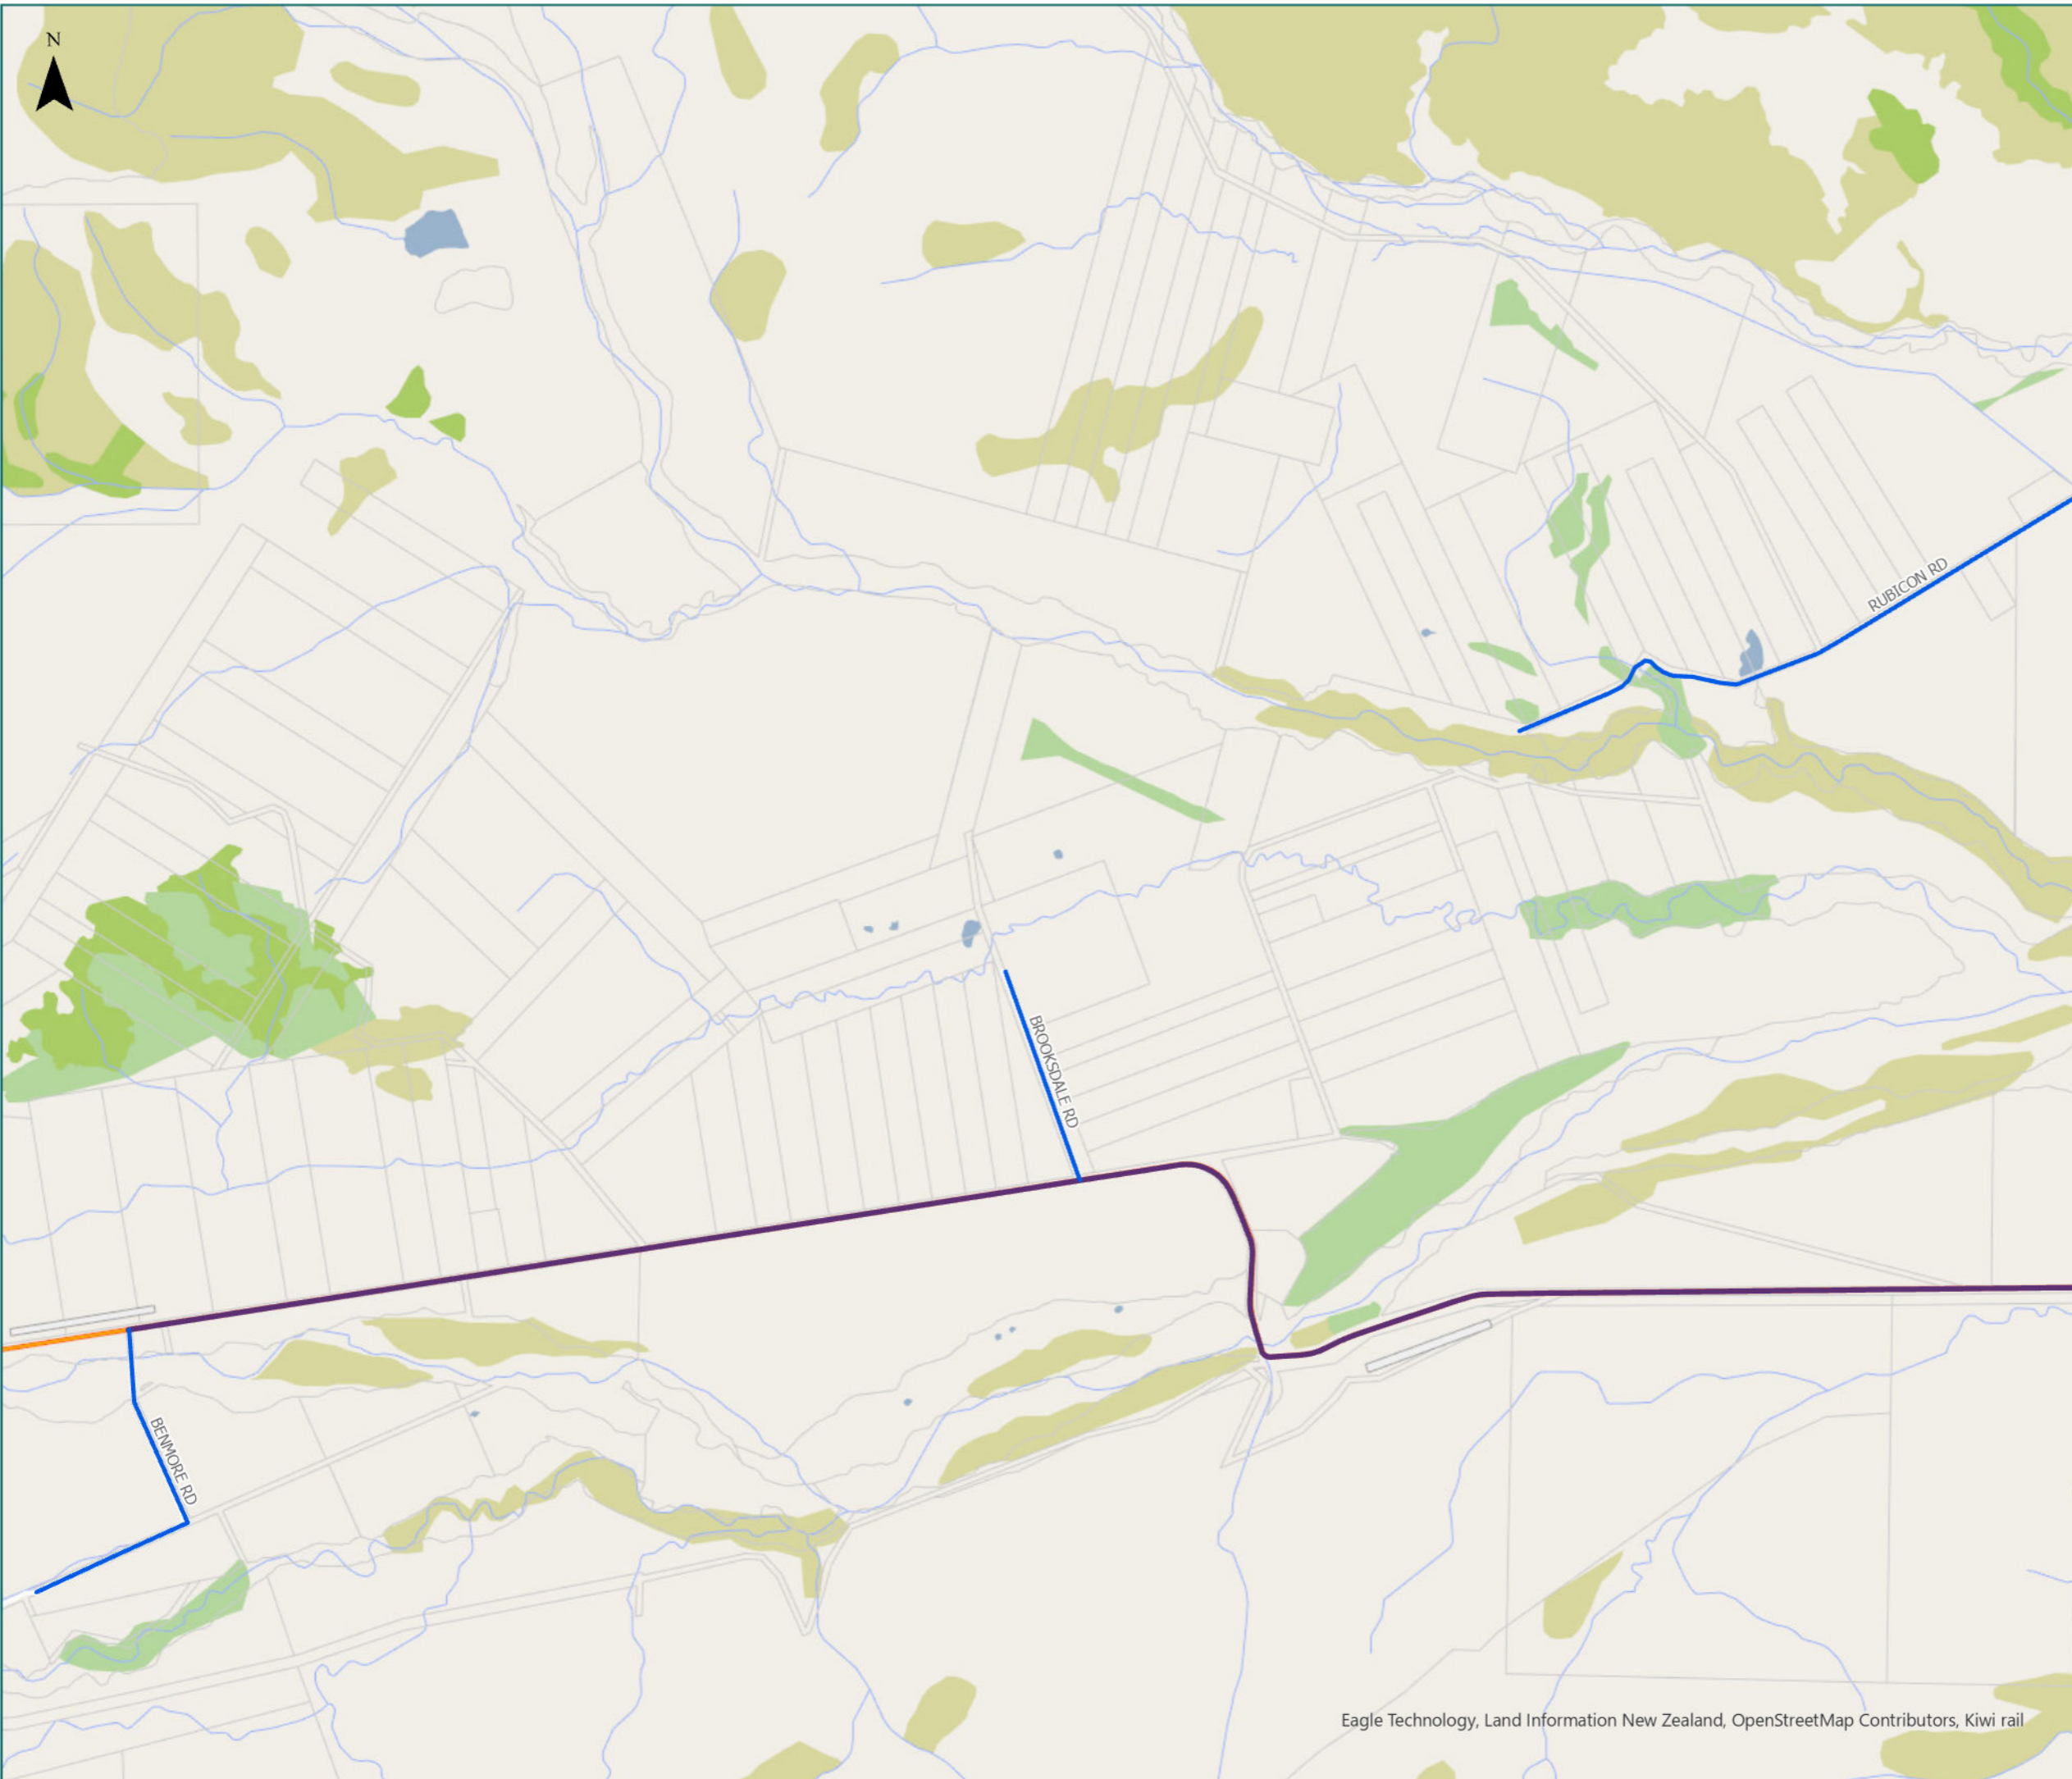 N
RUBICON RD
BROOKSDALE RD
BENMORE RD
Eagle Technology, Land Information New Zealand, OpenStreetMap Contributors, Kiwi rail